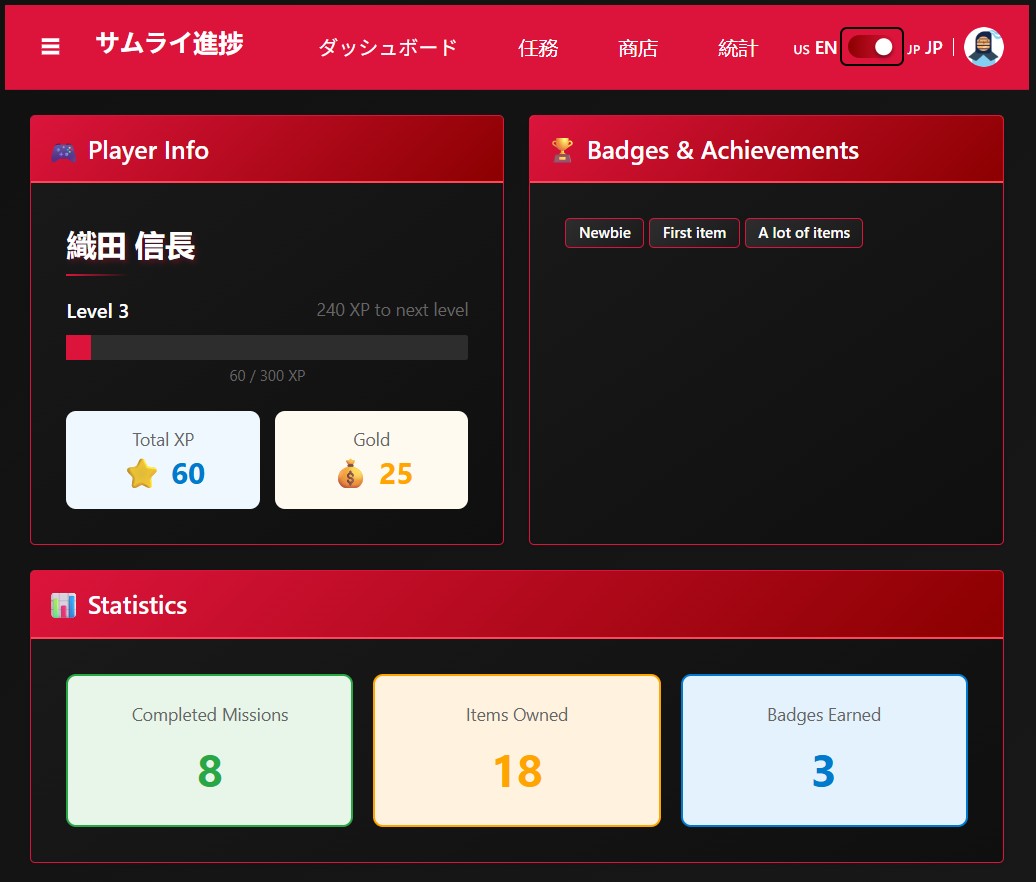 サムライ進捗
ダッシュボード 任務 商店 統計 US EN JP JP
Player Info
織田 信長
Level 3
240 XP to next level
60 / 300 XP
Total XP
60
Gold
25
Badges & Achievements
Newbie First item A lot of items
Statistics
Completed Missions
8
Items Owned
18
Badges Earned
3